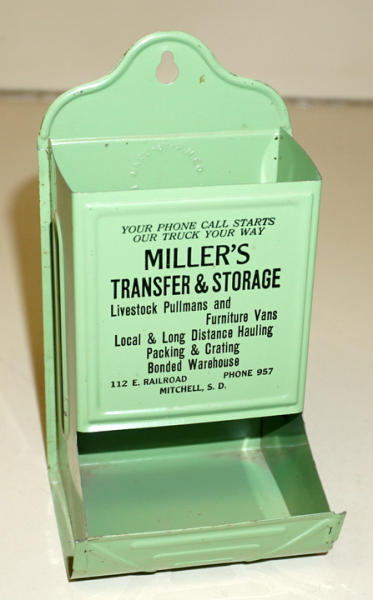 YOUR PHONE CALL STARTS
OUR TRUCK YOUR WAY
MILLER'S
TRANSFER & STORAGE
Livestock Pullmans and
Furniture Vans
Local & Long Distance Hauling
Packing & Crating
Bonded Warehouse
112 E. RAILROAD PHONE 957
MITCHELL, S. D.